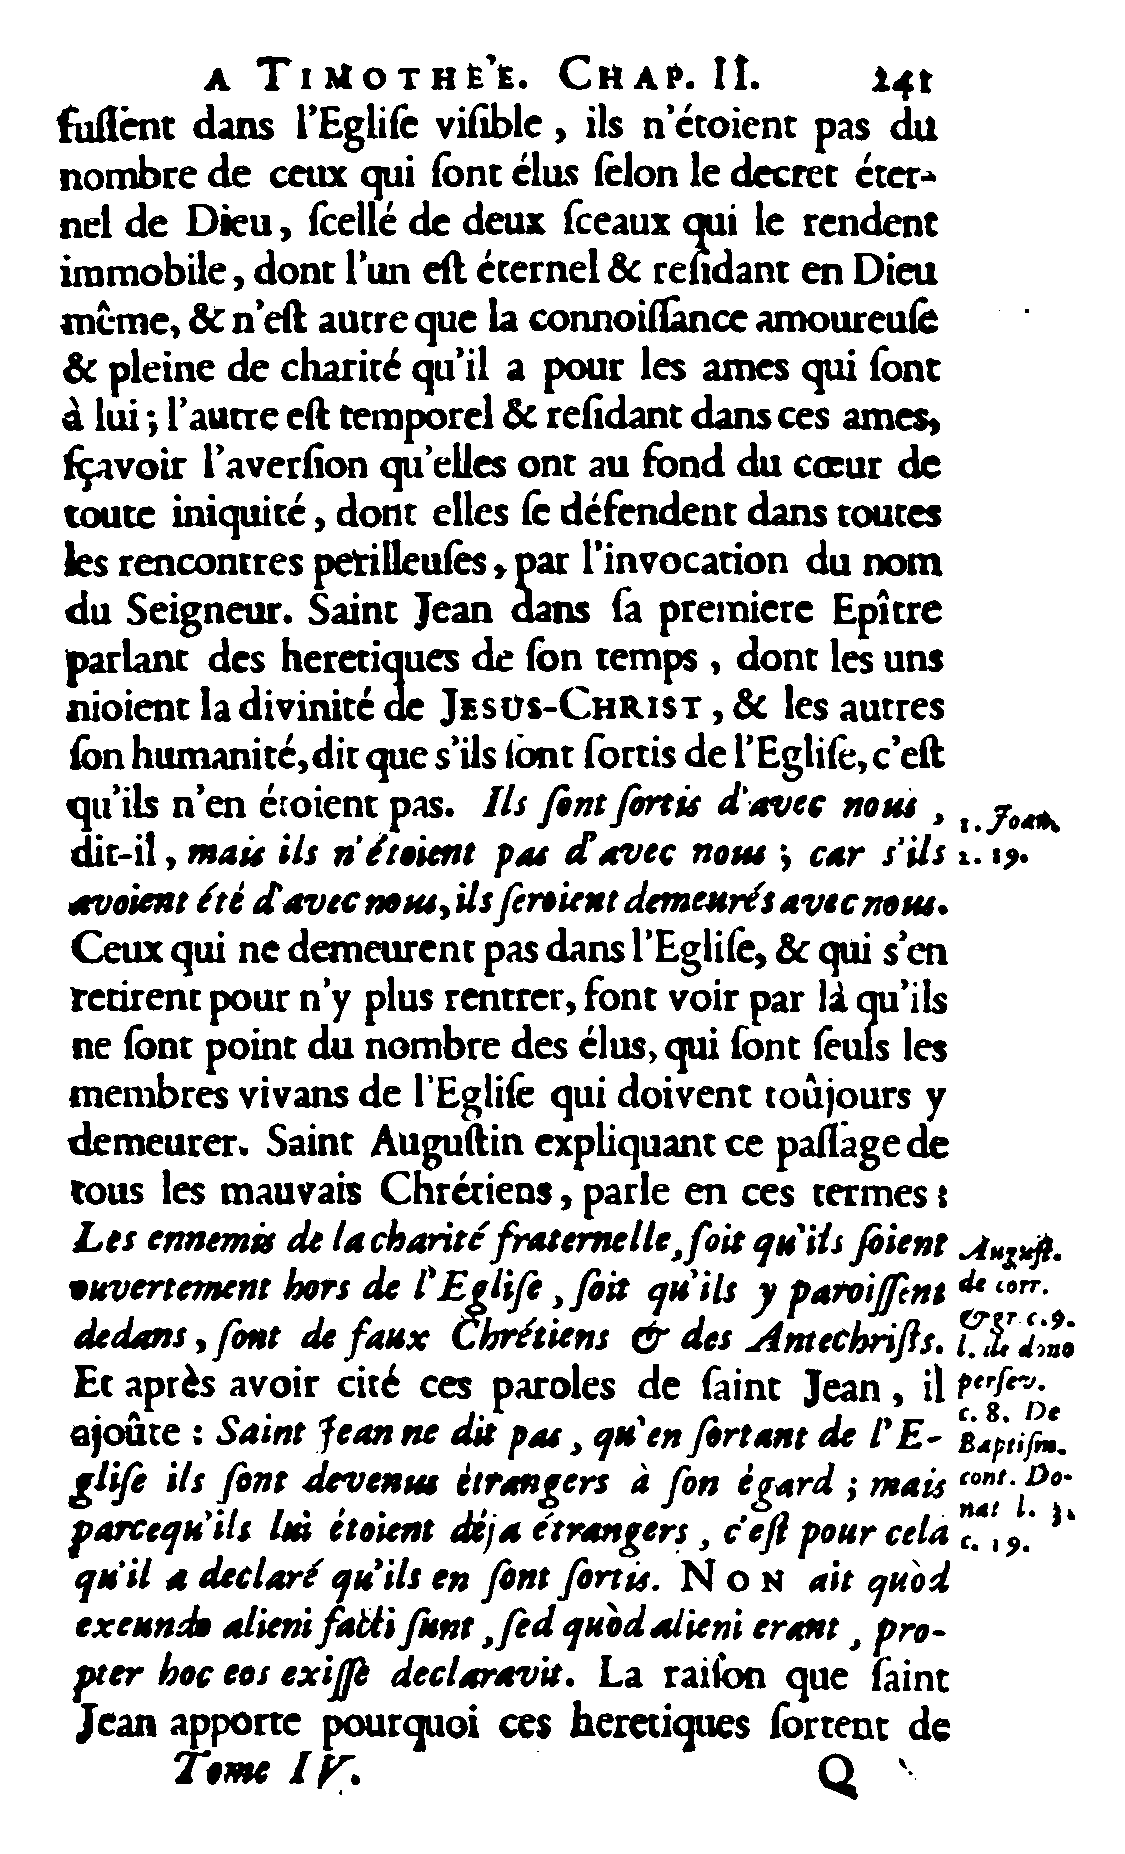 A TIMOTHE'E. CHAP. II. 241
fuſſent dans l'Egliſe viſible, ils n'étoient pas du
nombre de ceux qui ſont élus ſelon le decret éter-
nel de Dieu, ſcellé de deux ſceaux qui le rendent
immobile, dont l'un eſt éternel & reſidant en Dieu
même, & n'eſt autre que la connoiſſance amoureuſe
& pleine de charité qu'il a pour les ames qui ſont
à lui; l'autre eſt temporel & reſidant dans ces ames,
ſçavoir l'averſion qu'elles ont au fond du cœur de
toute iniquité, dont elles ſe défendent dans toutes
les rencontres perilleuſes, par l'invocation du nom
du Seigneur. Saint Jean dans ſa premiere Epître
parlant des heretiques de ſon temps, dont les uns
nioient la divinité de JESUS-CHRIST, & les autres
ſon humanité, dit que s'ils ſont ſortis de l'Egliſe, c'eſt
qu'ils n'en étoient pas. Ils ſont ſortis d'avec nous,
dit-il, mais ils n'étoient pas d'avec nous; car s'ils
avoient été d'avec nous, ils ſeroient demeurés avec nous.
Ceux qui ne demeurent pas dans l'Egliſe, & qui s'en
retirent pour n'y plus rentrer, font voir par là qu'ils
ne ſont point du nombre des élus, qui ſont ſeuls les
membres vivans de l'Egliſe qui doivent toûjours y
demeurer. Saint Auguſtin expliquant ce paſſage de
tous les mauvais Chrétiens, parle en ces termes:
Les ennemis de la charité fraternelle, ſoit qu'ils ſoient
ouvertement hors de l'Egliſe, ſoit qu'ils y paroiſſent
dedans, ſont de faux Chrétiens & des Antechriſts.
Et après avoir cité ces paroles de ſaint Jean, il
ajoûte: Saint Jean ne dit pas, qu'en ſortant de l'E-
gliſe ils ſont devenus étrangers à ſon égard; mais
parcequ'ils lui étoient déja étrangers, c'eſt pour cela
qu'il a declaré qu'ils en ſont ſortis. NON ait quòd
exeundo alieni facti ſunt, ſed quòd alieni erant, pro-
pter hoc eos exiſſe declaravit. La raiſon que ſaint
Jean apporte pourquoi ces heretiques ſortent de
Tome IV. Q
1. Joan.
2. 19.
Auguſt.
de corr.
& gr c. 9.
l. de dono
perſev.
c. 8. De
Baptiſm.
cont. Do-
nat l. 3.
c. 19.